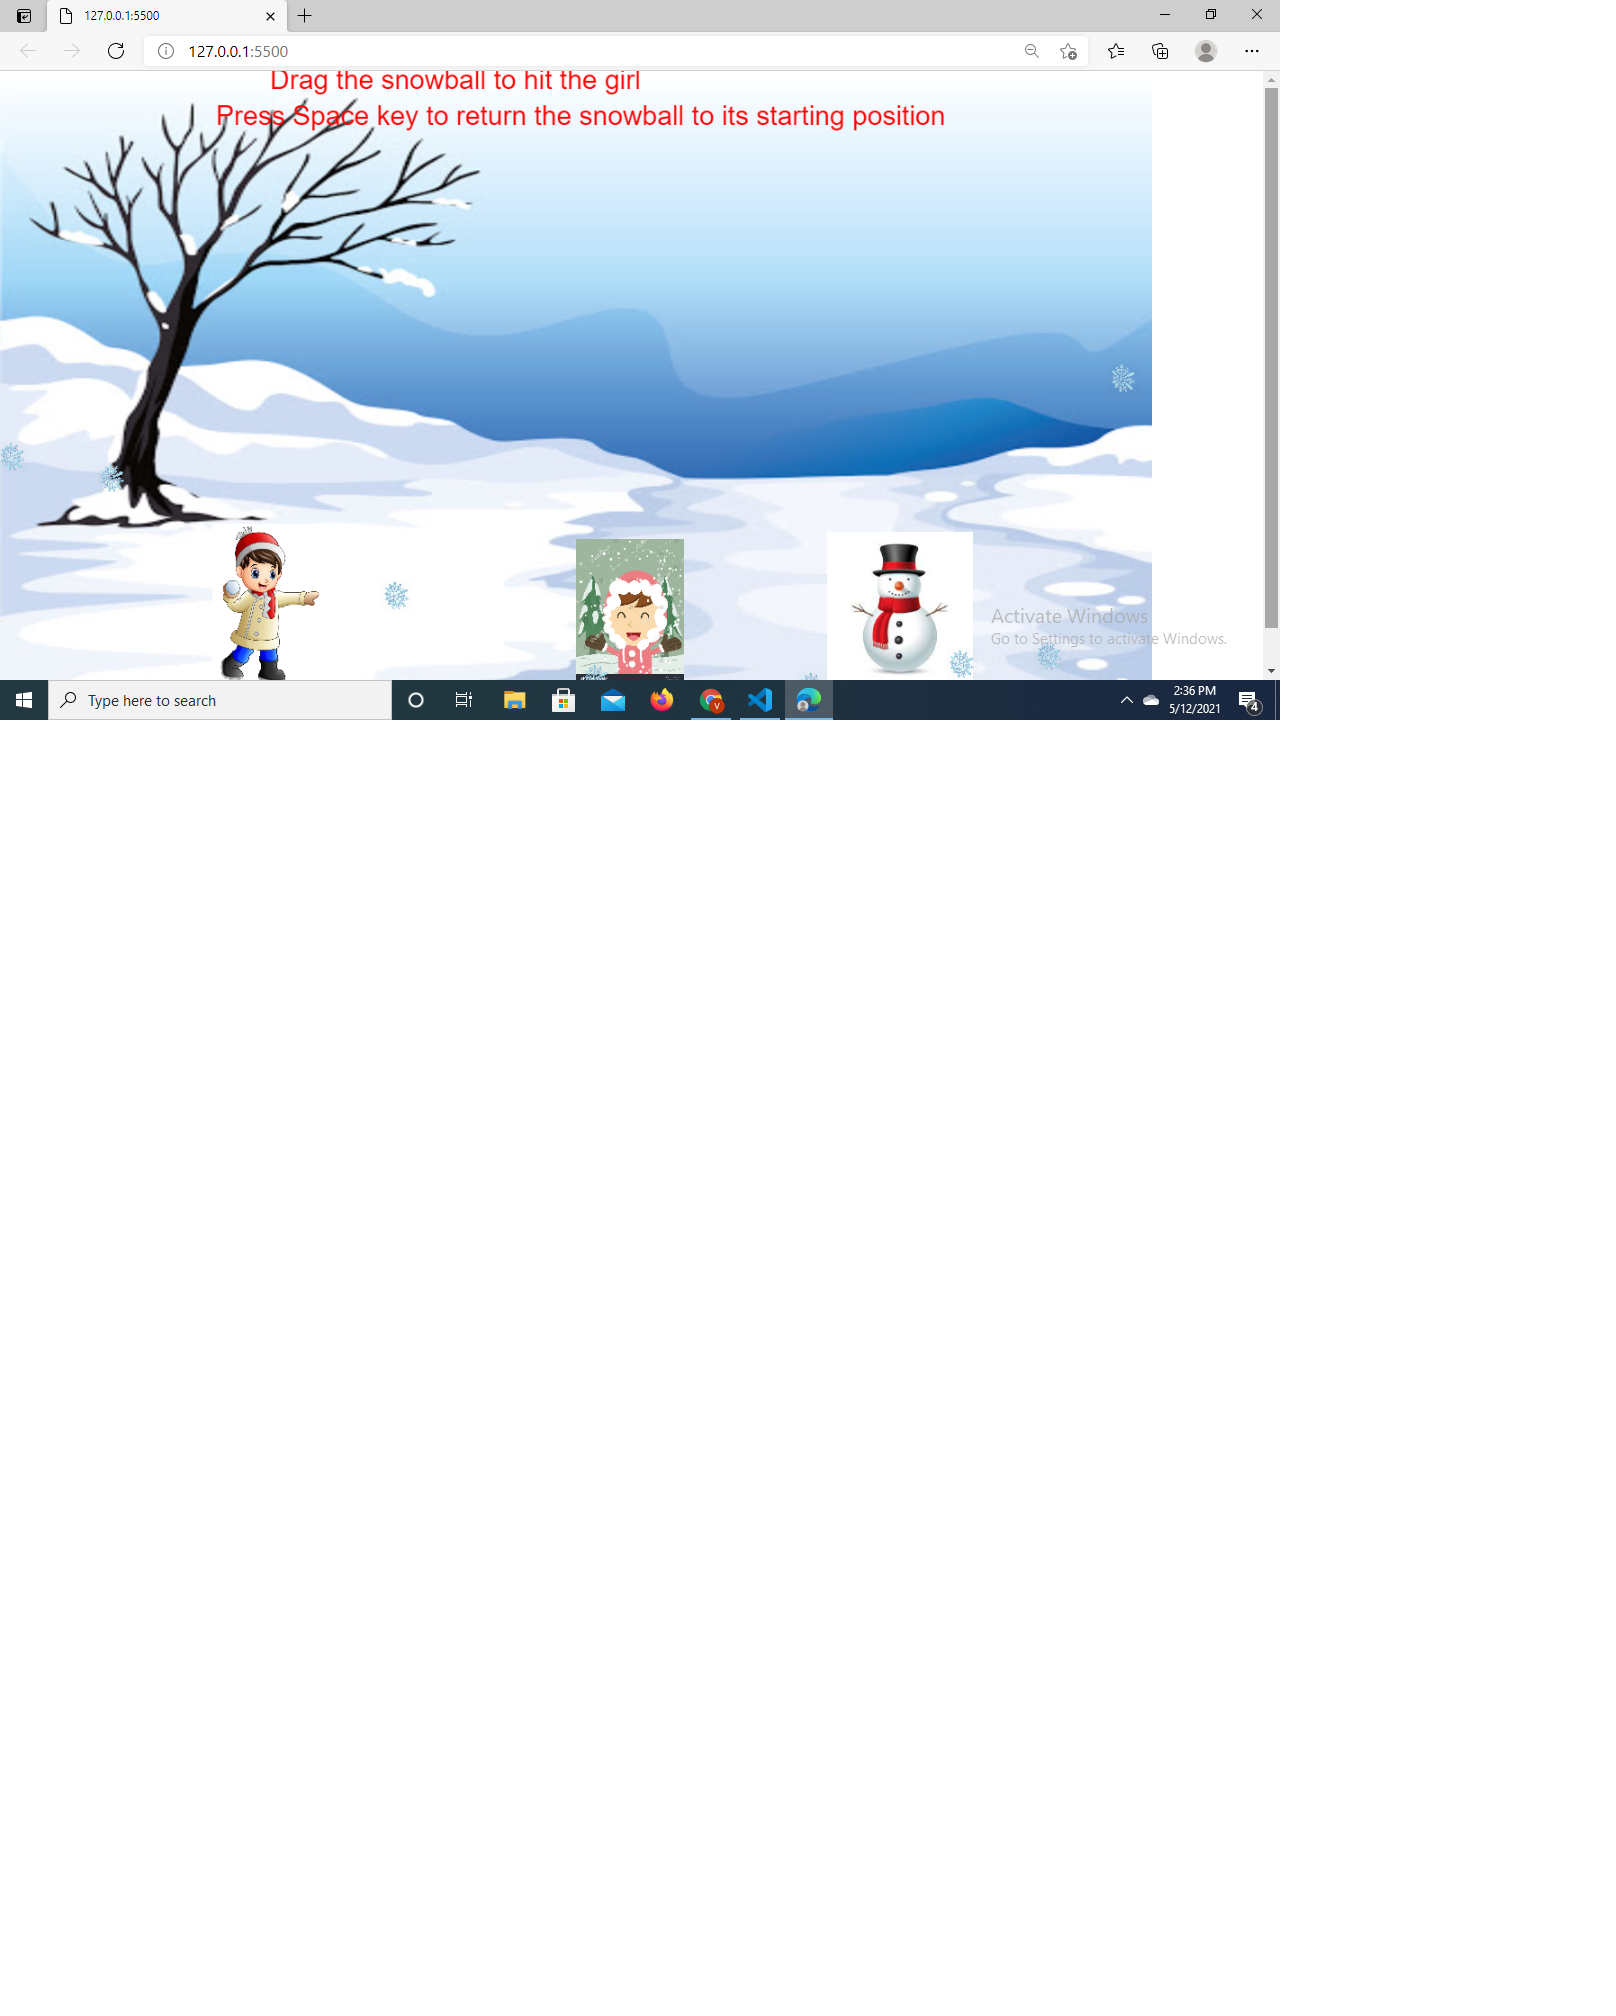 127.0.0.1:5500
127.0.0.1:5500
Drag the snowball to hit the girl
Press Space key to return the snowball to its starting position
Activate Windows
Go to Settings to activate Windows.
Type here to search
V
2:36 PM
5/12/2021
4